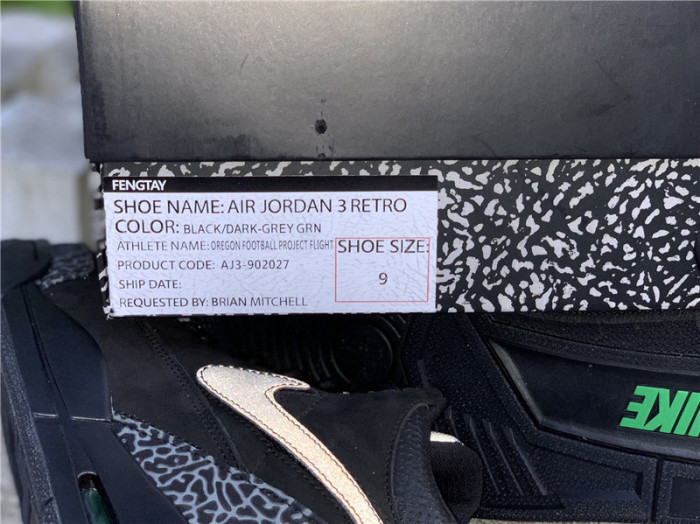 FENGTAY
SHOE NAME: AIR JORDAN 3 RETRO
COLOR: BLACK/DARK-GREY GRN
ATHLETE NAME: OREGON FOOTBALL PROJECT FLIGHT
SHOE SIZE:
9
PRODUCT CODE: AJ3-902027
SHIP DATE:
REQUESTED BY: BRIAN MITCHELL
NIKE